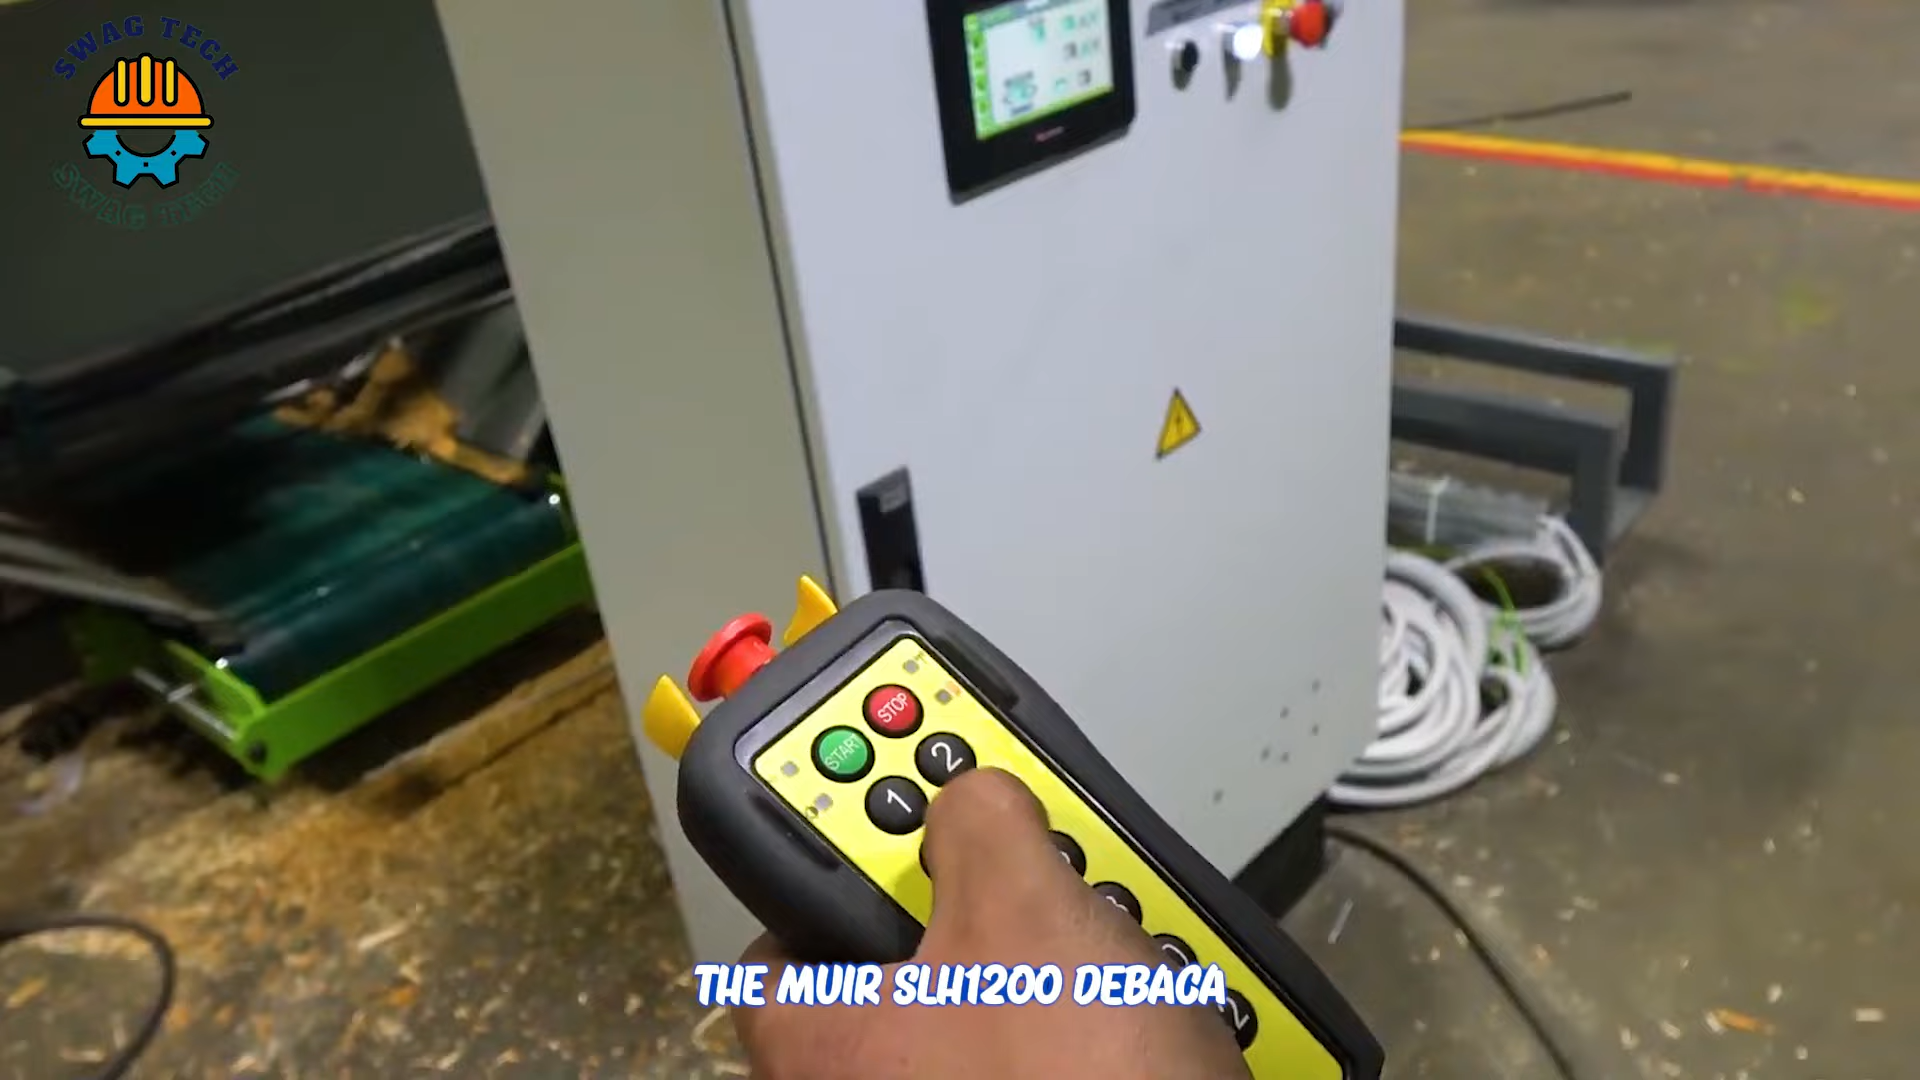 SWAG TECH
SWAG TECH
START
STOP
1
2
THE MUIR SLH1200 DEBACA